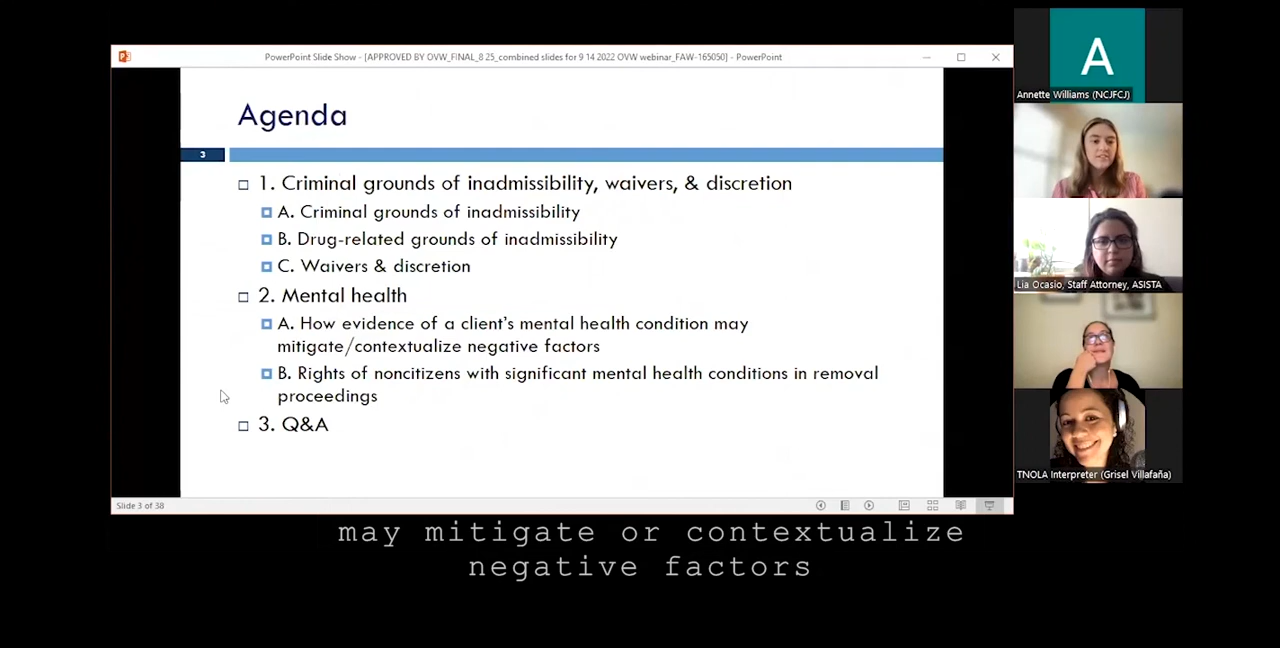 PowerPoint Slide Show - [APPROVED BY OVW_FINAL_8 25_combined slides for 9 14 2022 OVW webinar_FAW-165050] - PowerPoint
Agenda
3
1. Criminal grounds of inadmissibility, waivers, & discretion
A. Criminal grounds of inadmissibility
B. Drug-related grounds of inadmissibility
C. Waivers & discretion
2. Mental health
A. How evidence of a client's mental health condition may
mitigate/contextualize negative factors
B. Rights of noncitizens with significant mental health conditions in removal
proceedings
3. Q&A
Slide 3 of 38
may mitigate or contextualize
negative factors
A
Annette Williams (NCJFCJ)
Lia Ocasio, Staff Attorney, ASISTA
TNOLA Interpreter (Grisel Villafaña)